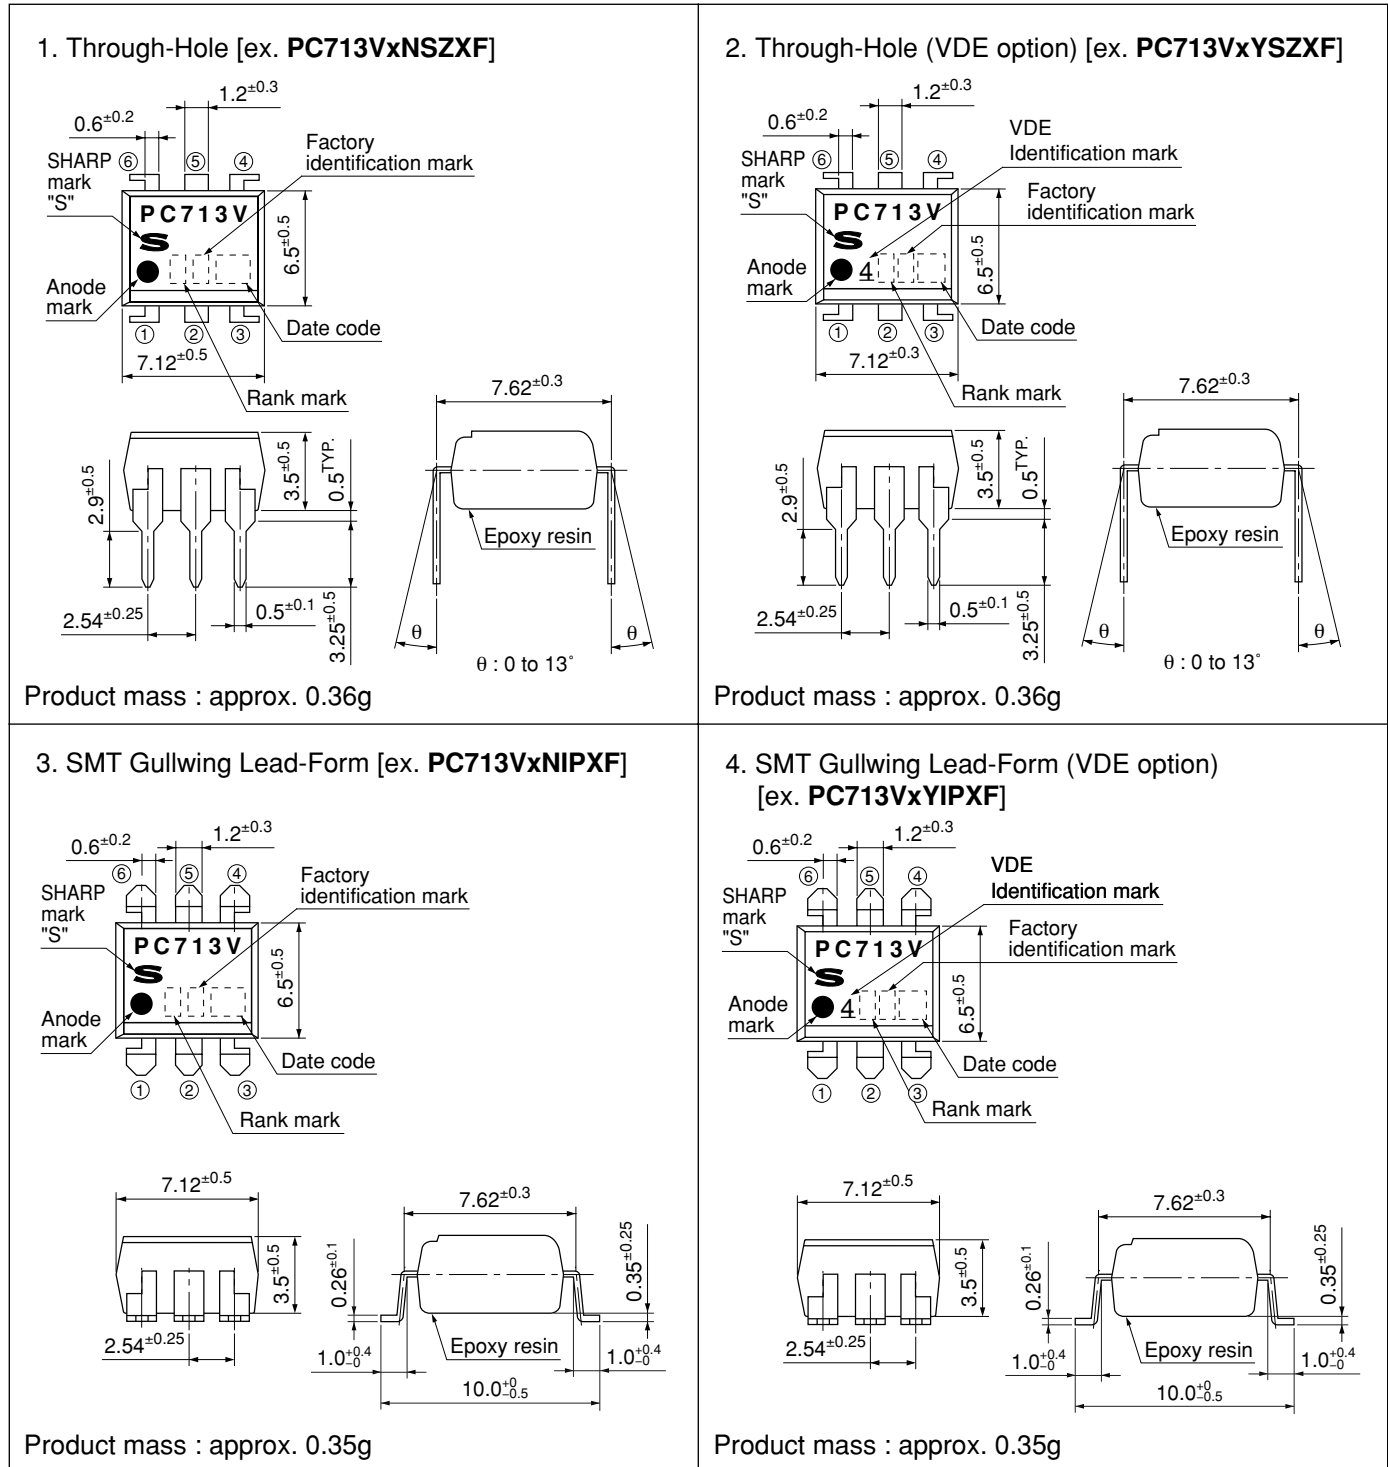 1. Through-Hole [ex. PC713VxNSZXF]
1.2±0.3
0.6±0.2
Factory
identification mark
SHARP
mark
"S"
⑥ ⑤ ④
PC713V
S
6.5±0.5
Anode
mark
Date code
① ② ③
7.12±0.5
Rank mark
7.62±0.3
2.9±0.5
3.5±0.5
0.5TYP.
Epoxy resin
2.54±0.25
0.5±0.1
3.25±0.5
θ
θ
θ : 0 to 13˚
Product mass : approx. 0.36g
2. Through-Hole (VDE option) [ex. PC713VxYSZXF]
1.2±0.3
0.6±0.2
VDE
Identification mark
SHARP
mark
"S"
⑥ ⑤ ④
Factory
identification mark
PC713V
S
4
6.5±0.5
Anode
mark
Date code
① ② ③
7.12±0.3
Rank mark
7.62±0.3
2.9±0.5
3.5±0.5
0.5TYP.
Epoxy resin
2.54±0.25
0.5±0.1
3.25±0.5
θ
θ
θ : 0 to 13˚
Product mass : approx. 0.36g
3. SMT Gullwing Lead-Form [ex. PC713VxNIPXF]
1.2±0.3
0.6±0.2
Factory
identification mark
SHARP
mark
"S"
⑥ ⑤ ④
PC713V
S
6.5±0.5
Anode
mark
Date code
① ② ③
Rank mark
7.12±0.5
7.62±0.3
3.5±0.5
0.26±0.1
0.35±0.25
2.54±0.25
Epoxy resin
1.0+0.4−0
1.0+0.4−0
10.0+0−0.5
Product mass : approx. 0.35g
4. SMT Gullwing Lead-Form (VDE option)
[ex. PC713VxYIPXF]
1.2±0.3
0.6±0.2
VDE
Identification mark
SHARP
mark
"S"
⑥ ⑤ ④
Factory
identification mark
PC713V
S
4
6.5±0.5
Anode
mark
Date code
① ② ③
Rank mark
7.12±0.5
7.62±0.3
3.5±0.5
0.26±0.1
0.35±0.25
2.54±0.25
Epoxy resin
1.0+0.4−0
1.0+0.4−0
10.0+0−0.5
Product mass : approx. 0.35g